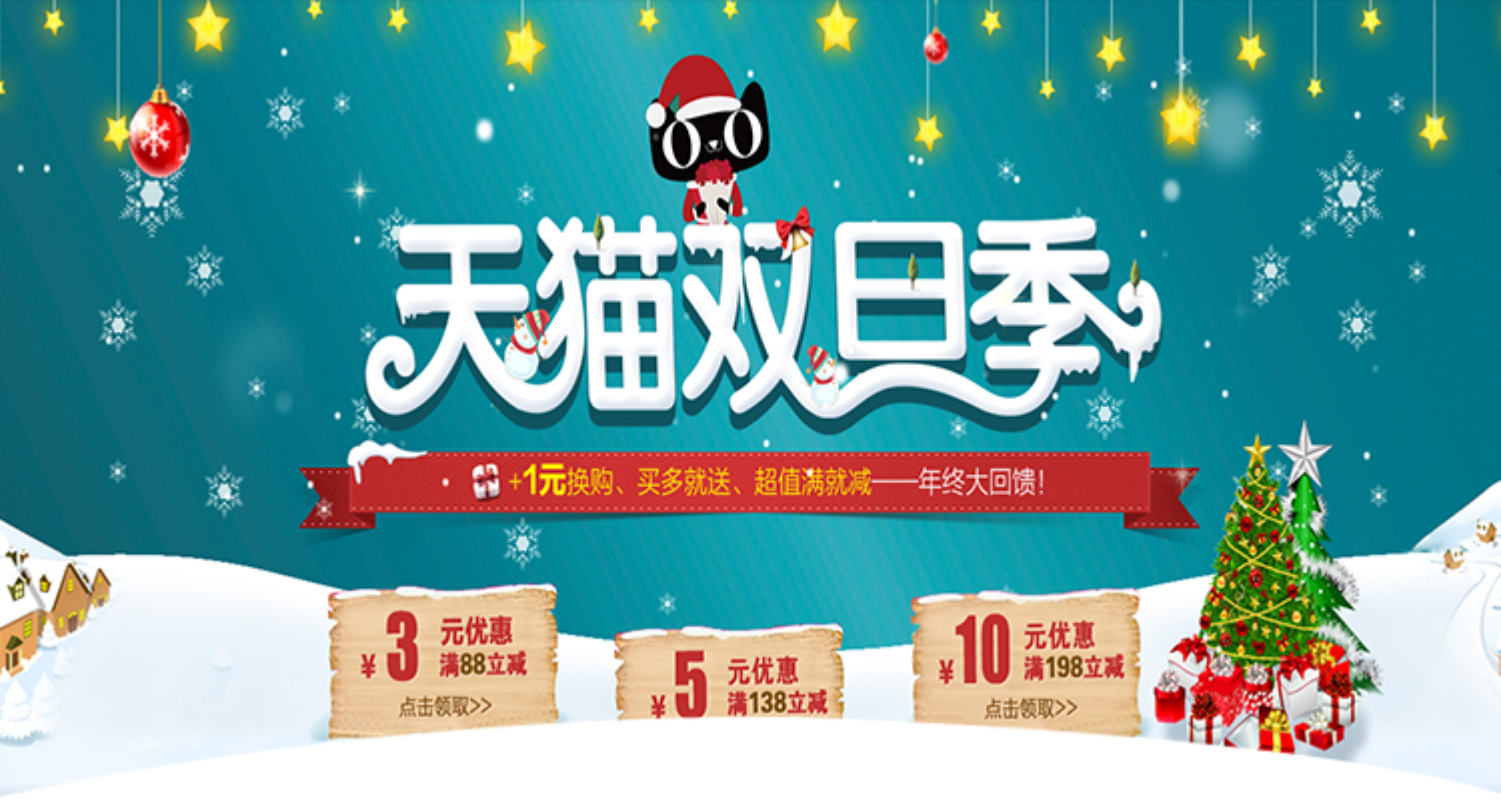 天猫双旦季
+1元换购、买多就送、超值满就减——年终大回馈！
¥3元优惠
满88立减
点击领取>>
¥5元优惠
满138立减
¥10元优惠
满198立减
点击领取>>